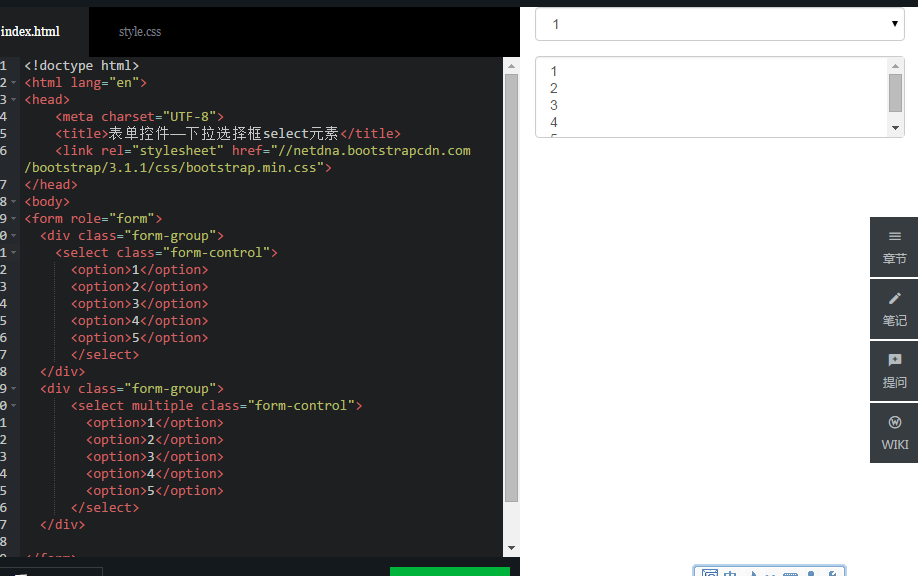 index.html
style.css
1 <!doctype html>
2 <html lang="en">
3 <head>
4 <meta charset="UTF-8">
5 <title>表单控件—下拉选择框select元素</title>
6 <link rel="stylesheet" href="//netdna.bootstrapcdn.com
/bootstrap/3.1.1/css/bootstrap.min.css">
7 </head>
8 <body>
9 <form role="form">
0 <div class="form-group">
1 <select class="form-control">
2 <option>1</option>
3 <option>2</option>
4 <option>3</option>
5 <option>4</option>
6 <option>5</option>
7 </select>
8 </div>
9 <div class="form-group">
0 <select multiple class="form-control">
1 <option>1</option>
2 <option>2</option>
3 <option>3</option>
4 <option>4</option>
5 <option>5</option>
6 </select>
7 </div>
8
1
1
2
3
4
章节
笔记
提问
WIKI